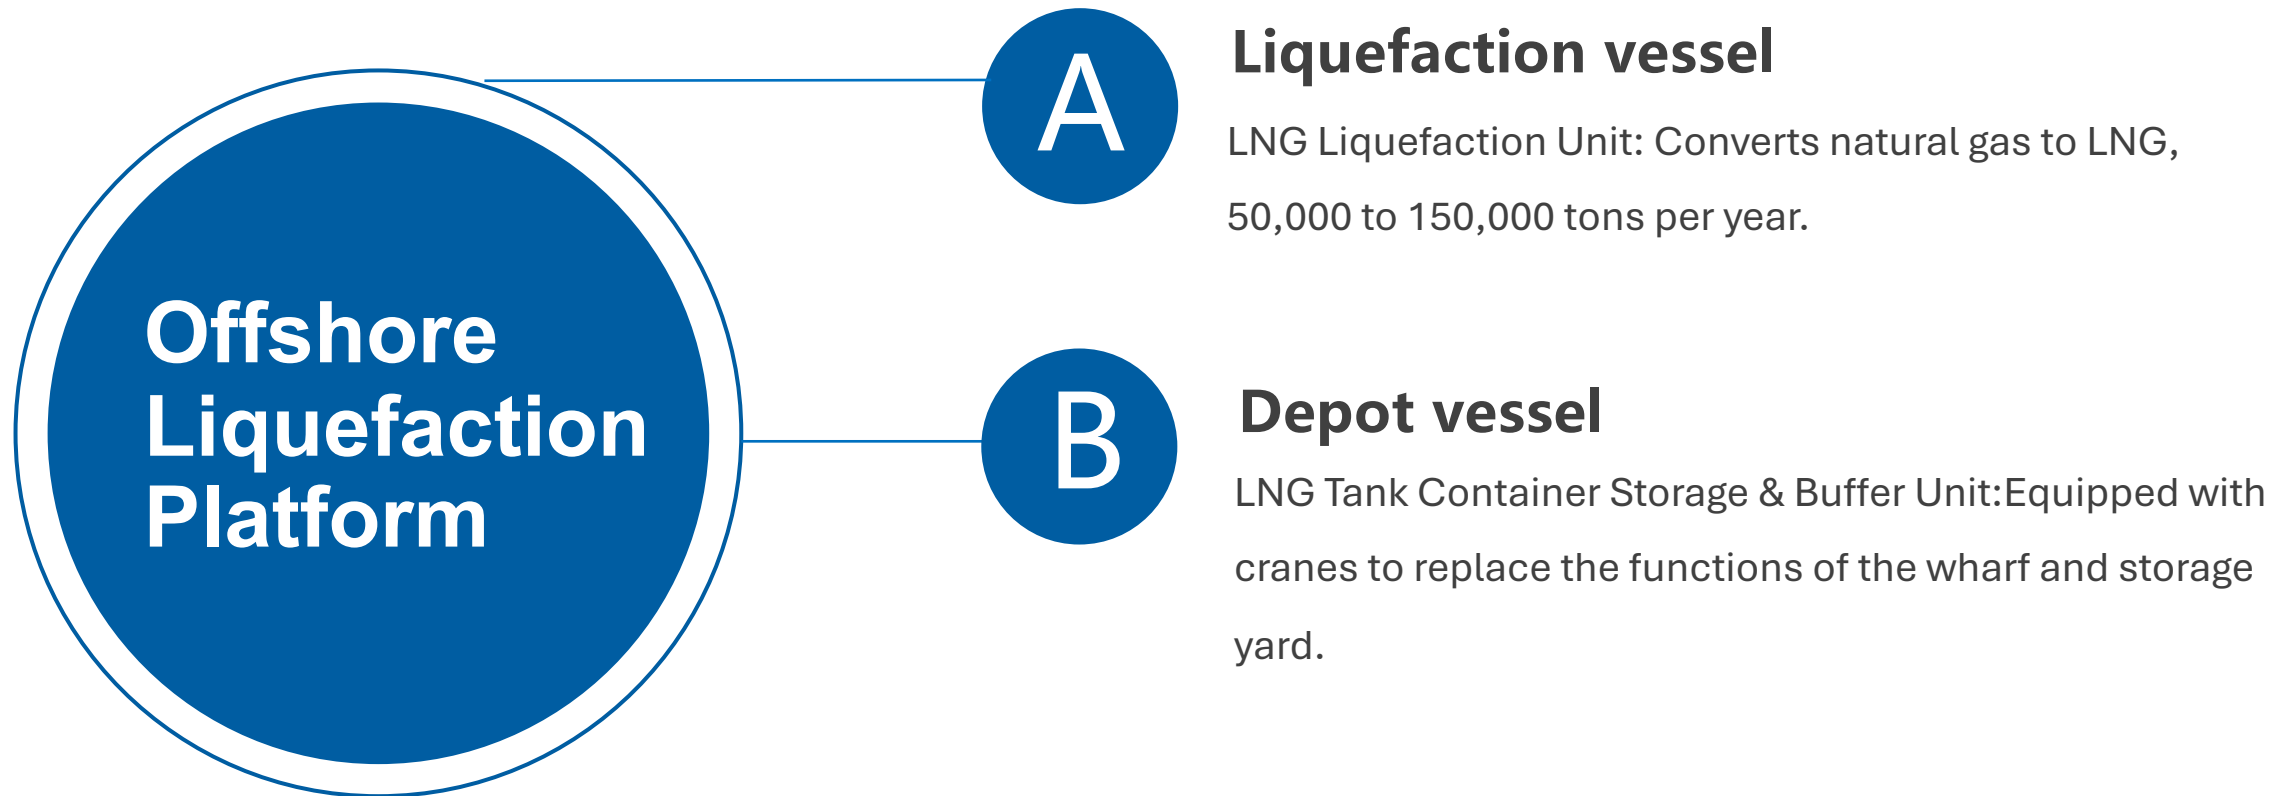 Offshore
Liquefaction
Platform
A
Liquefaction vessel
LNG Liquefaction Unit: Converts natural gas to LNG,
50,000 to 150,000 tons per year.
B
Depot vessel
LNG Tank Container Storage & Buffer Unit:Equipped with
cranes to replace the functions of the wharf and storage
yard.